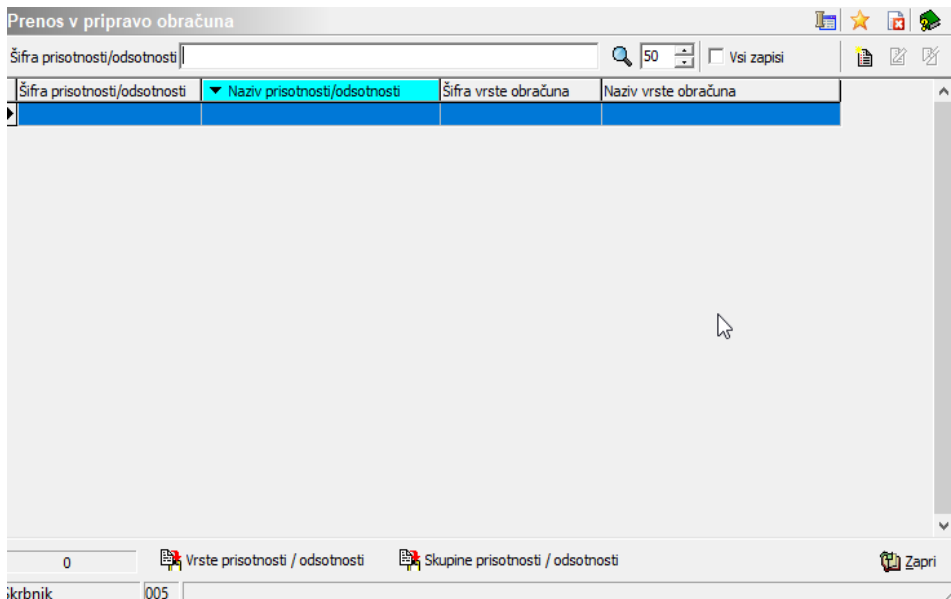 Prenos v pripravo obračuna
Šifra prisotnosti/odsotnosti 50 Vsi zapisi
Šifra prisotnosti/odsotnosti Naziv prisotnosti/odsotnosti Šifra vrste obračuna Naziv vrste obračuna
0 Vrste prisotnosti / odsotnosti Skupine prisotnosti / odsotnosti Zapri
Skrbnik 005